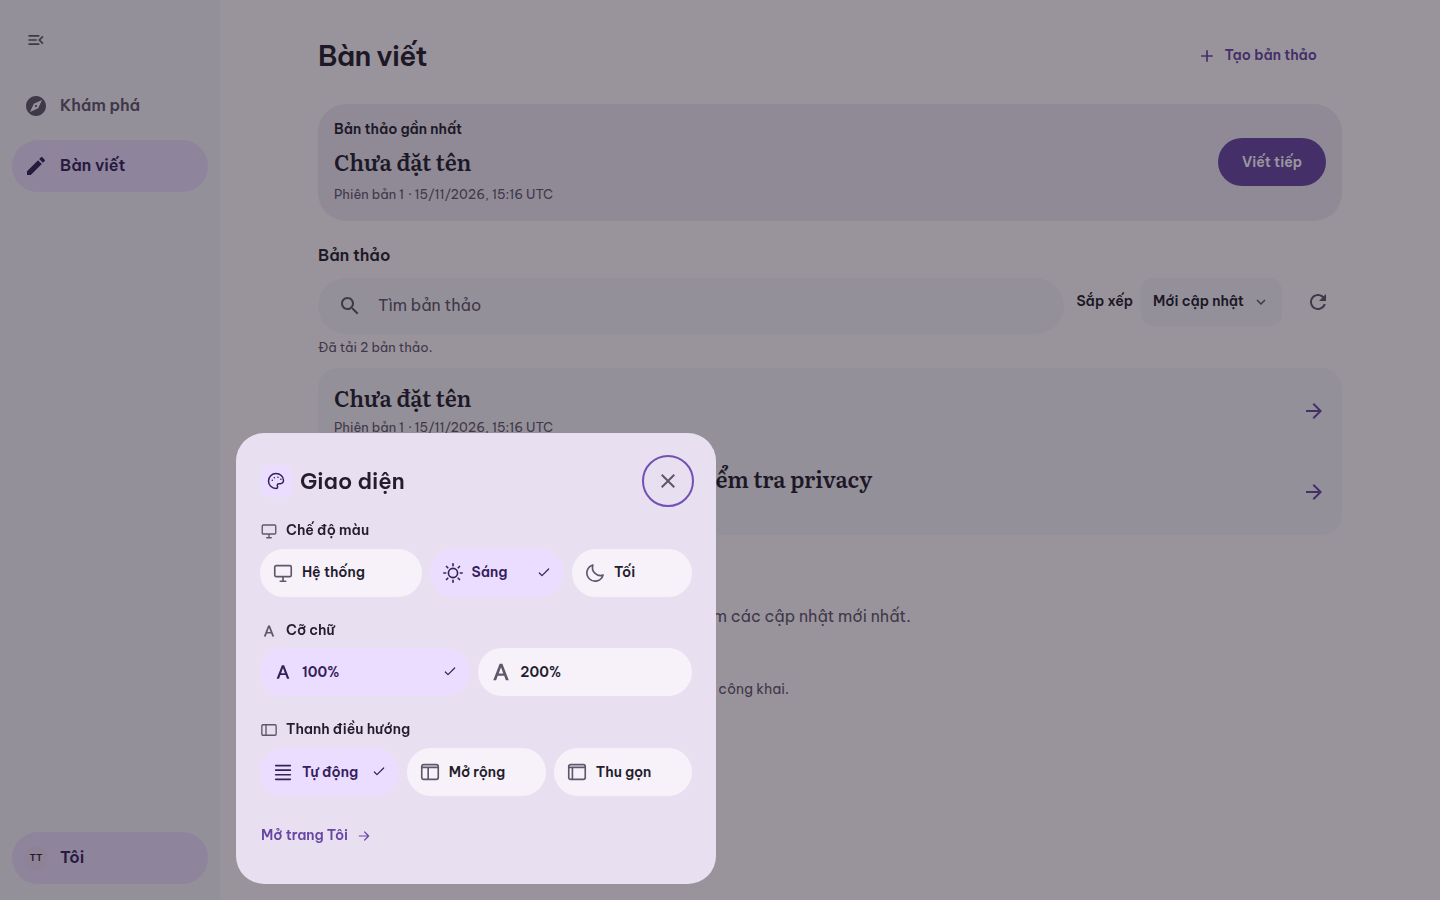 Khám phá
Bàn viết
Tôi
TT
Bàn viết
Tạo bản thảo
Bản thảo gần nhất
Chưa đặt tên
Phiên bản 1 · 15/11/2026, 15:16 UTC
Viết tiếp
Bản thảo
Tìm bản thảo
Sắp xếp
Mới cập nhật
Đã tải 2 bản thảo.
Chưa đặt tên
Phiên bản 1 · 15/11/2026, 15:16 UTC
tra privacy
các cập nhật mới nhất.
công khai.
Giao diện
Chế độ màu
Hệ thống
Sáng
Tối
Cỡ chữ
100%
200%
Thanh điều hướng
Tự động
Mở rộng
Thu gọn
Mở trang Tôi